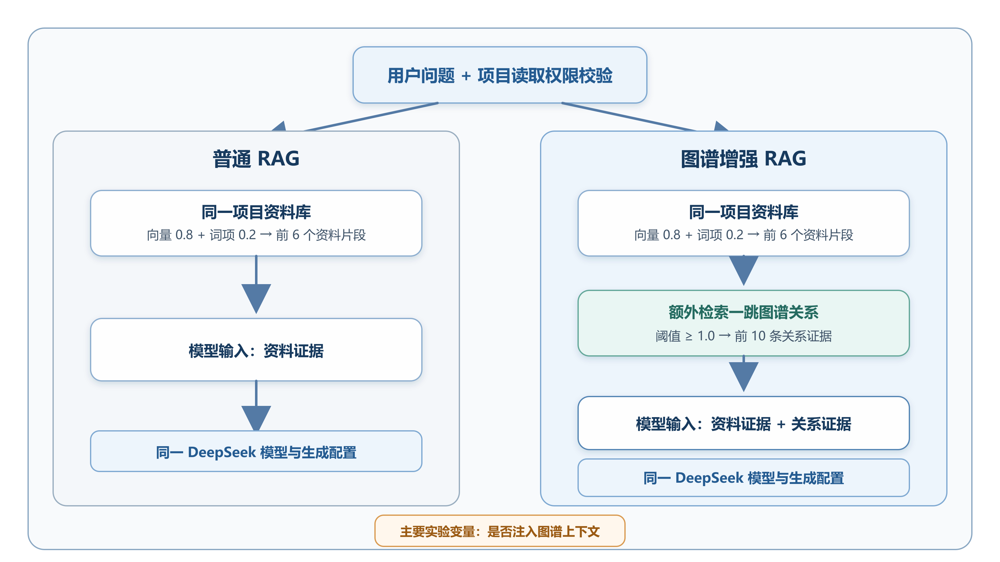 用户问题 + 项目读取权限校验
普通 RAG
同一项目资料库
向量 0.8 + 词项 0.2 → 前 6 个资料片段
模型输入：资料证据
同一 DeepSeek 模型与生成配置
图谱增强 RAG
同一项目资料库
向量 0.8 + 词项 0.2 → 前 6 个资料片段
额外检索一跳图谱关系
阈值 ≥ 1.0 → 前 10 条关系证据
模型输入：资料证据 + 关系证据
同一 DeepSeek 模型与生成配置
主要实验变量：是否注入图谱上下文